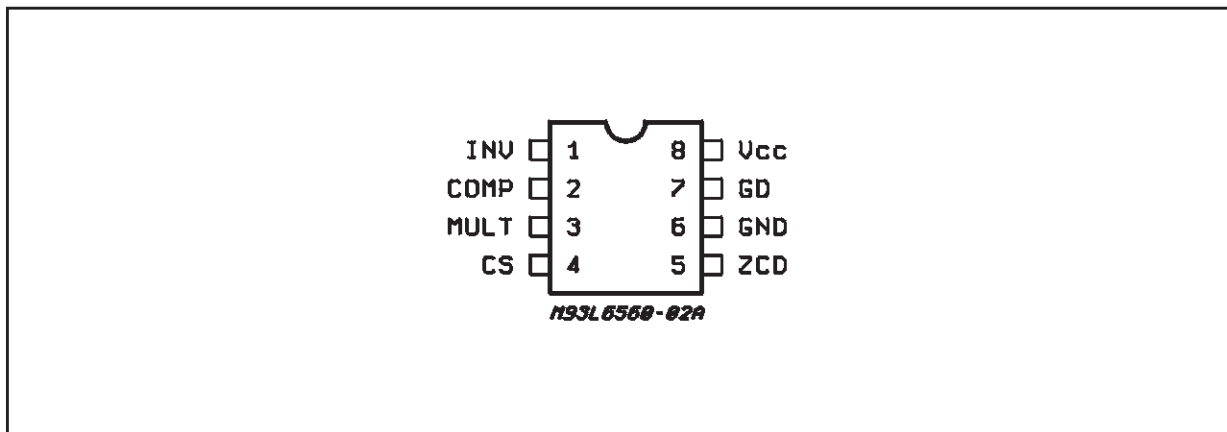 INV 1 8 Vcc
COMP 2 7 GD
MULT 3 6 GND
CS 4 5 ZCD
M93L6560-02A